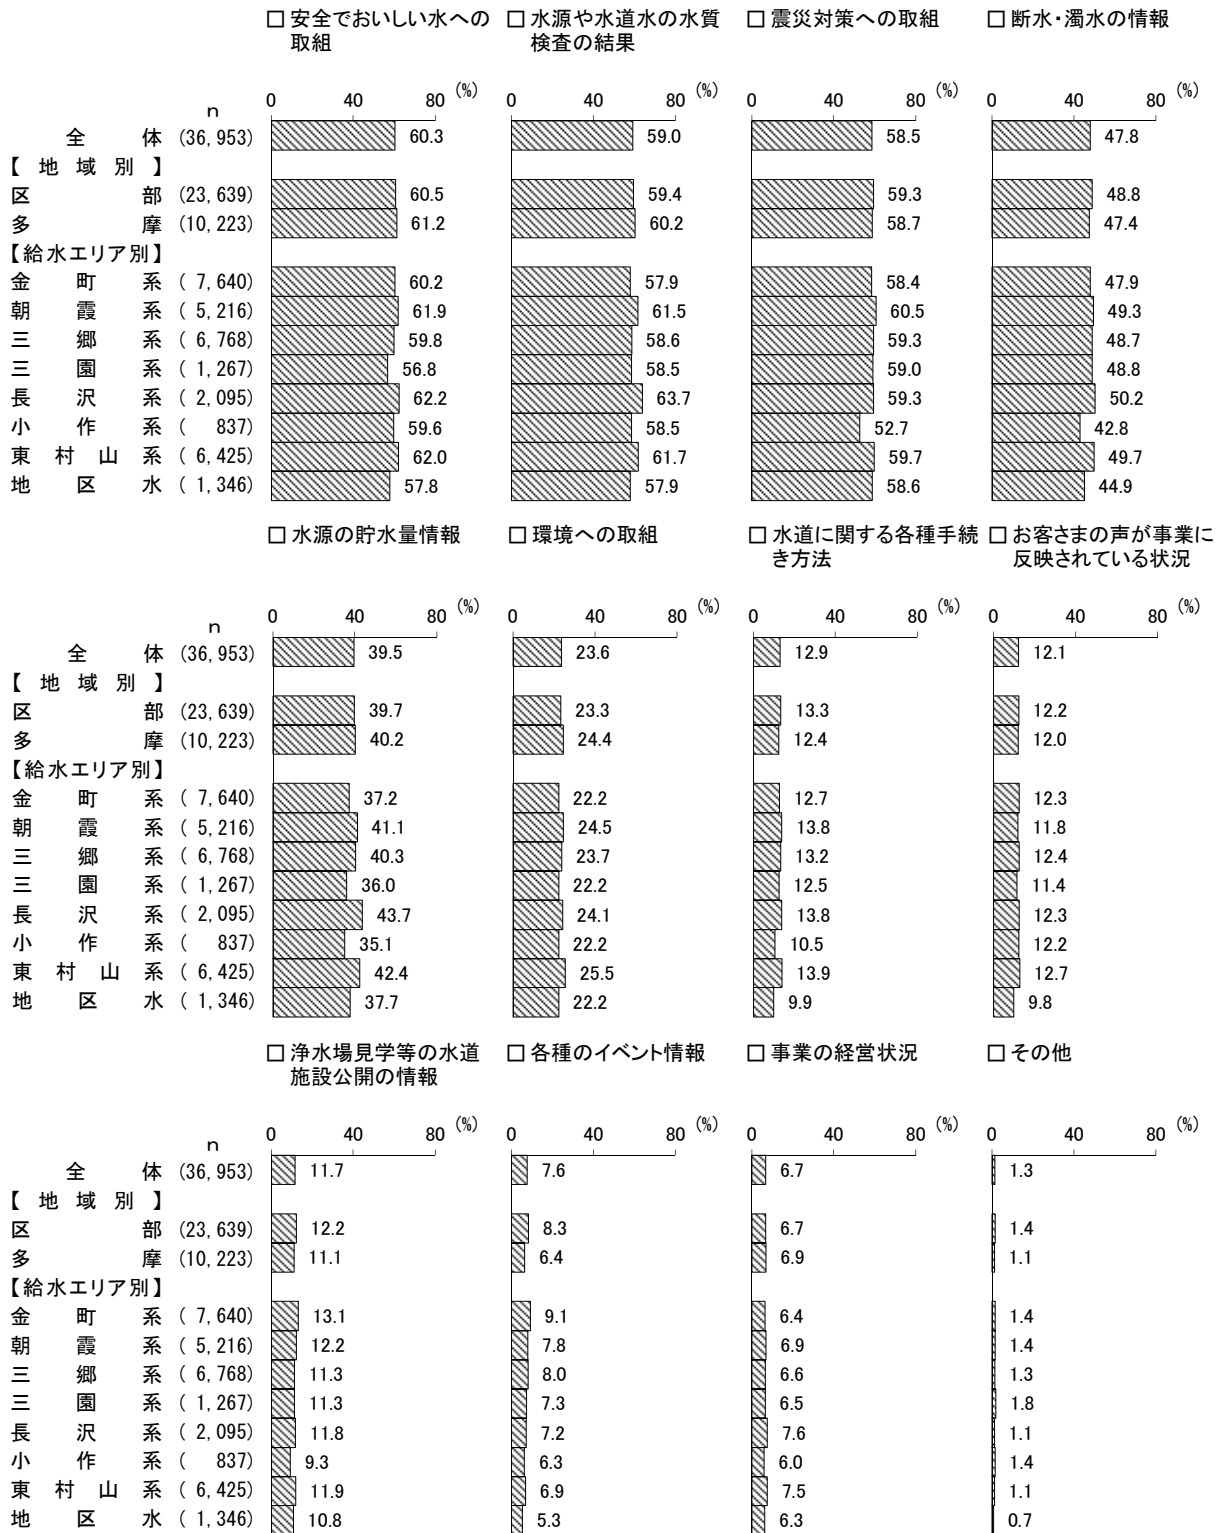 □ 安全でおいしい水への取組 □ 水源や水道水の水質検査の結果 □ 震災対策への取組 □ 断水・濁水の情報
n 0 40 80 (%) 0 40 80 (%) 0 40 80 (%) 0 40 80 (%)
全体 (36,953) 60.3 59.0 58.5 47.8
【地域別】
区部 (23,639) 60.5 59.4 59.3 48.8
多摩 (10,223) 61.2 60.2 58.7 47.4
【給水エリア別】
金町系 ( 7,640) 60.2 57.9 58.4 47.9
朝霞系 ( 5,216) 61.9 61.5 60.5 49.3
三郷系 ( 6,768) 59.8 58.6 59.3 48.7
三園系 ( 1,267) 56.8 58.5 59.0 48.8
長沢系 ( 2,095) 62.2 63.7 59.3 50.2
小作系 ( 837) 59.6 58.5 52.7 42.8
東村山系 ( 6,425) 62.0 61.7 59.7 49.7
地区水 ( 1,346) 57.8 57.9 58.6 44.9
□ 水源の貯水量情報 □ 環境への取組 □ 水道に関する各種手続き方法 □ お客さまの声が事業に反映されている状況
n 0 40 80 (%) 0 40 80 (%) 0 40 80 (%) 0 40 80 (%)
全体 (36,953) 39.5 23.6 12.9 12.1
【地域別】
区部 (23,639) 39.7 23.3 13.3 12.2
多摩 (10,223) 40.2 24.4 12.4 12.0
【給水エリア別】
金町系 ( 7,640) 37.2 22.2 12.7 12.3
朝霞系 ( 5,216) 41.1 24.5 13.8 11.8
三郷系 ( 6,768) 40.3 23.7 13.2 12.4
三園系 ( 1,267) 36.0 22.2 12.5 11.4
長沢系 ( 2,095) 43.7 24.1 13.8 12.3
小作系 ( 837) 35.1 22.2 10.5 12.2
東村山系 ( 6,425) 42.4 25.5 13.9 12.7
地区水 ( 1,346) 37.7 22.2 9.9 9.8
□ 浄水場見学等の水道施設公開の情報 □ 各種のイベント情報 □ 事業の経営状況 □ その他
n 0 40 80 (%) 0 40 80 (%) 0 40 80 (%) 0 40 80 (%)
全体 (36,953) 11.7 7.6 6.7 1.3
【地域別】
区部 (23,639) 12.2 8.3 6.7 1.4
多摩 (10,223) 11.1 6.4 6.9 1.1
【給水エリア別】
金町系 ( 7,640) 13.1 9.1 6.4 1.4
朝霞系 ( 5,216) 12.2 7.8 6.9 1.4
三郷系 ( 6,768) 11.3 8.0 6.6 1.3
三園系 ( 1,267) 11.3 7.3 6.5 1.8
長沢系 ( 2,095) 11.8 7.2 7.6 1.1
小作系 ( 837) 9.3 6.3 6.0 1.4
東村山系 ( 6,425) 11.9 6.9 7.5 1.1
地区水 ( 1,346) 10.8 5.3 6.3 0.7